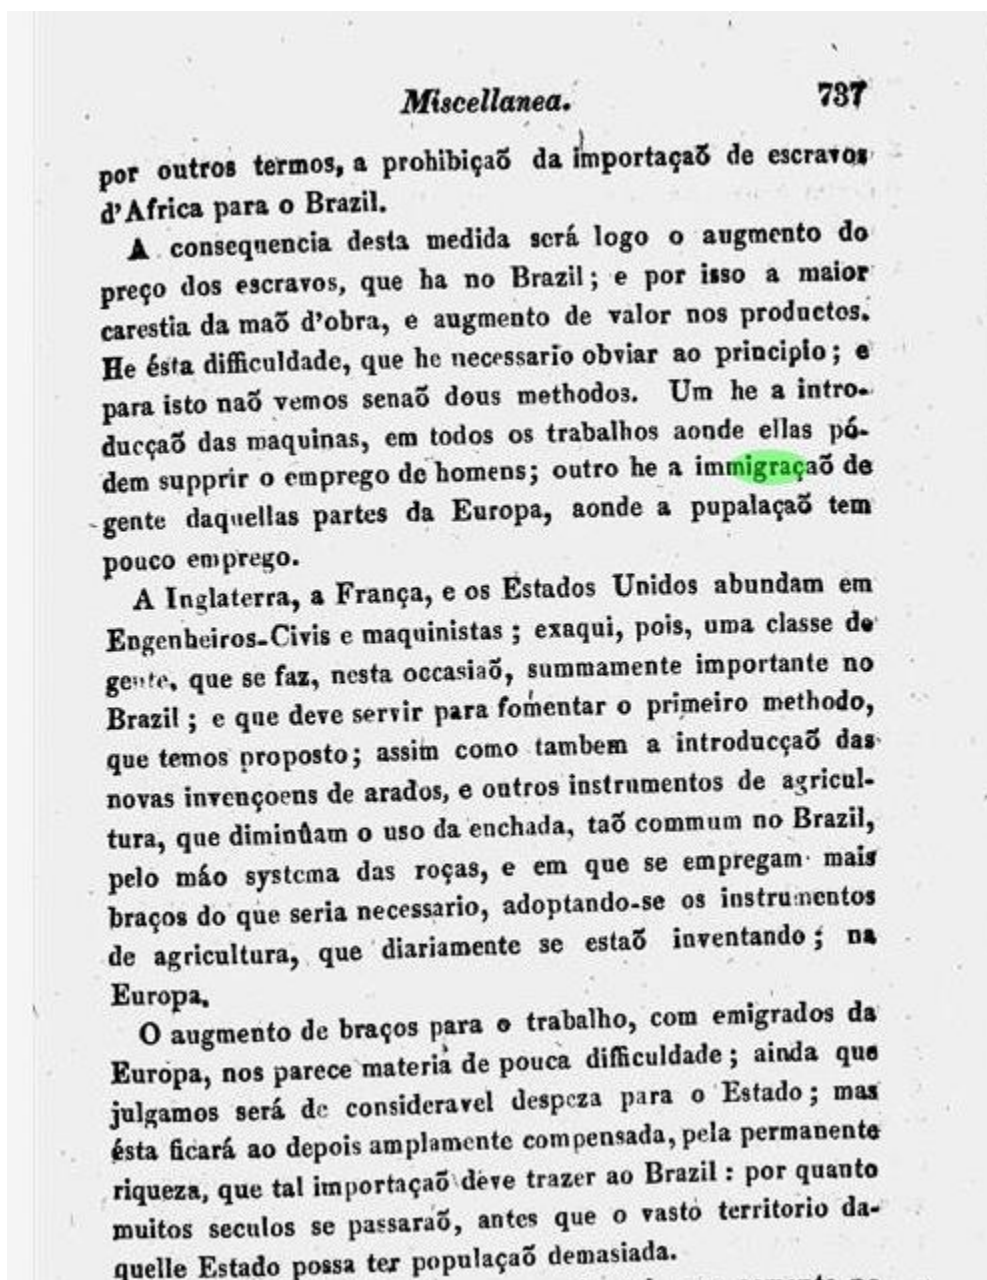 Miscellanea. 737
por outros termos, a prohibiçaõ da importaçaõ de escravos
d'Africa para o Brazil.
A consequencia desta medida será logo o augmento do
preço dos escravos, que ha no Brazil; e por isso a maior
carestia da maõ d'obra, e augmento de valor nos productos.
He ésta difficuldade, que he necessario obviar ao principio; e
para isto naõ vemos senaõ dous methodos. Um he a intro-
ducçaõ das maquinas, em todos os trabalhos aonde ellas pó-
dem supprir o emprego de homens; outro he a immigraçaõ de
gente daquellas partes da Europa, aonde a pupalaçaõ tem
pouco emprego.
A Inglaterra, a França, e os Estados Unidos abundam em
Engenheiros-Civis e maquinistas; exaqui, pois, uma classe de
gente, que se faz, nesta occasiaõ, summamente importante no
Brazil; e que deve servir para fomentar o primeiro methodo,
que temos proposto; assim como tambem a introducçaõ das
novas invençoens de arados, e outros instrumentos de agricul-
tura, que diminûam o uso da enchada, taõ commum no Brazil,
pelo máo systema das roças, e em que se empregam mais
braços do que seria necessario, adoptando-se os instrumentos
de agricultura, que diariamente se estaõ inventando; na
Europa.
O augmento de braços para o trabalho, com emigrados da
Europa, nos parece materia de pouca difficuldade; ainda que
julgamos será de consideravel despeza para o Estado; mas
ésta ficará ao depois amplamente compensada, pela permanente
riqueza, que tal importaçaõ deve trazer ao Brazil: por quanto
muitos seculos se passaraõ, antes que o vasto territorio da-
quelle Estado possa ter populaçaõ demasiada.